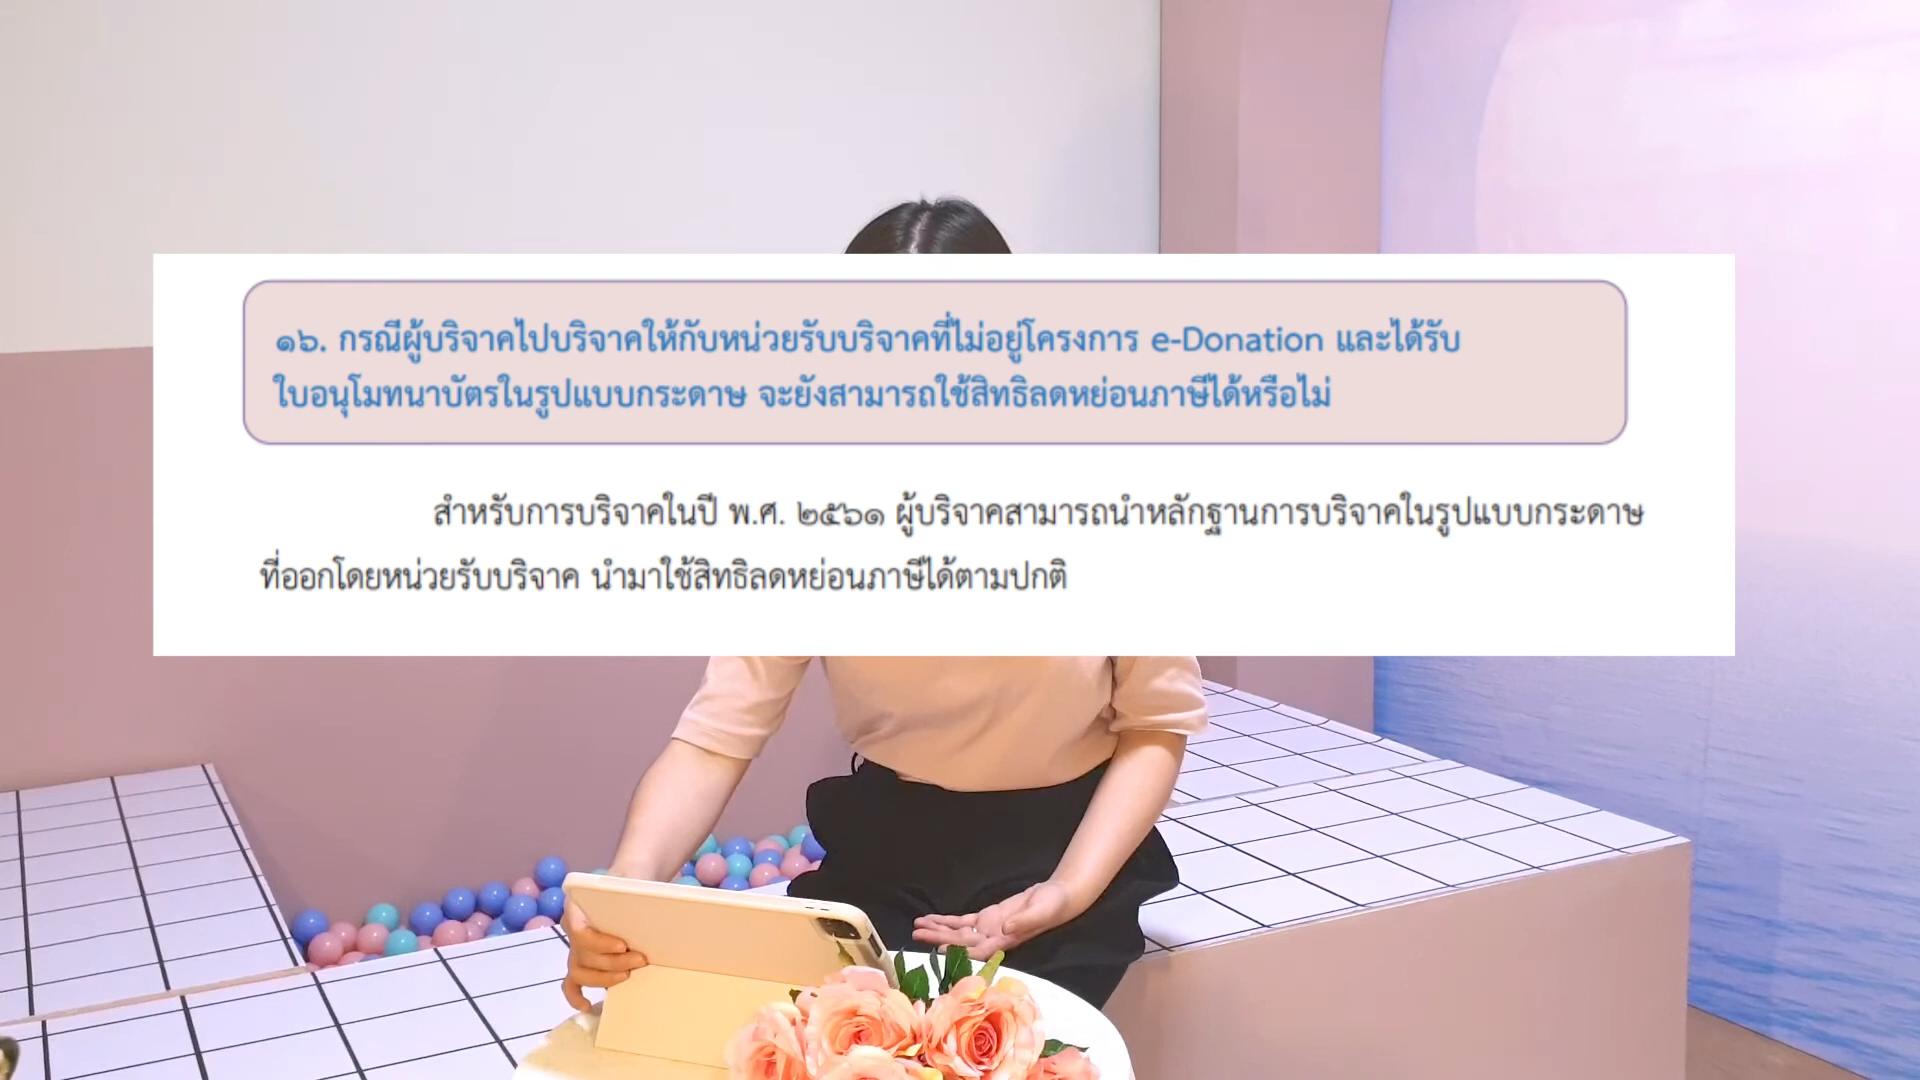 ๑๖. กรณีผู้บริจาคไปบริจาคให้กับหน่วยรับบริจาคที่ไม่อยู่โครงการ e-Donation และได้รับ
ใบอนุโมทนาบัตรในรูปแบบกระดาษ จะยังสามารถใช้สิทธิลดหย่อนภาษีได้หรือไม่
สำหรับการบริจาคในปี พ.ศ. ๒๕๖๑ ผู้บริจาคสามารถนำหลักฐานการบริจาคในรูปแบบกระดาษ
ที่ออกโดยหน่วยรับบริจาค นำมาใช้สิทธิลดหย่อนภาษีได้ตามปกติ